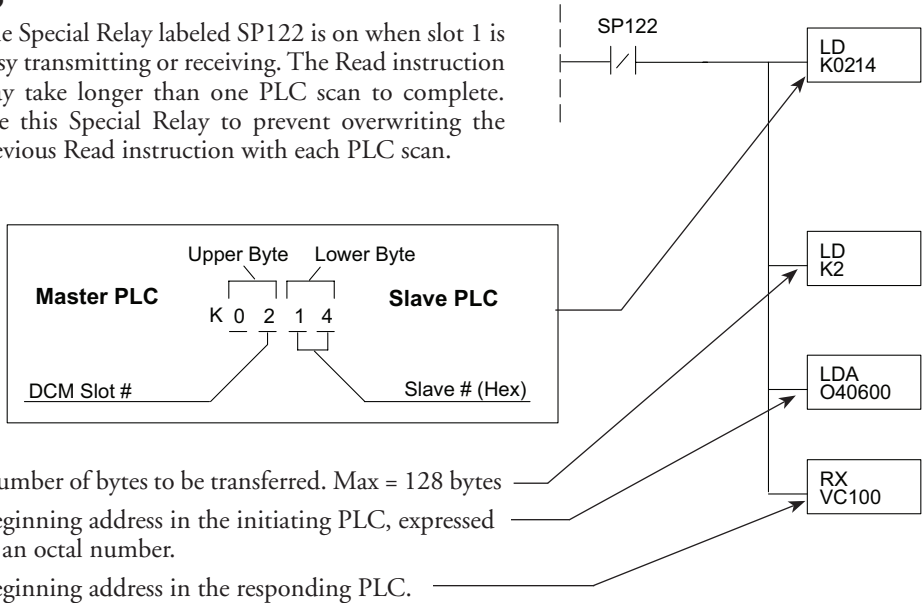 e Special Relay labeled SP122 is on when slot 1 is
sy transmitting or receiving. The Read instruction
y take longer than one PLC scan to complete.
e this Special Relay to prevent overwriting the
evious Read instruction with each PLC scan.
SP122
LD
K0214
Upper Byte Lower Byte
Master PLC
Slave PLC
K 0 2 1 4
DCM Slot #
Slave # (Hex)
LD
K2
LDA
O40600
umber of bytes to be transferred. Max = 128 bytes
eginning address in the initiating PLC, expressed
an octal number.
eginning address in the responding PLC.
RX
VC100